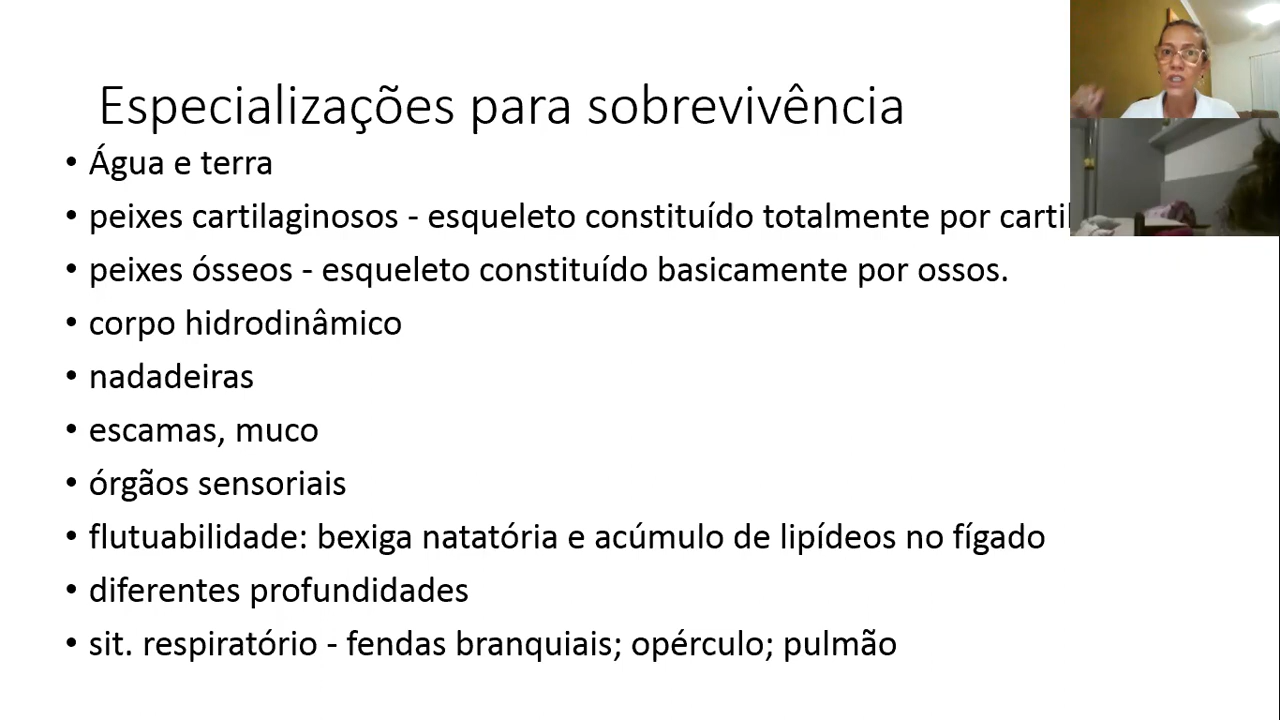 Especializações para sobrevivência
• Água e terra
• peixes cartilaginosos - esqueleto constituído totalmente por
• peixes ósseos - esqueleto constituído basicamente por ossos.
• corpo hidrodinâmico
• nadadeiras
• escamas, muco
• órgãos sensoriais
• flutuabilidade: bexiga natatória e acúmulo de lipídeos no fígado
• diferentes profundidades
• sit. respiratório - fendas branquiais; opérculo; pulmão